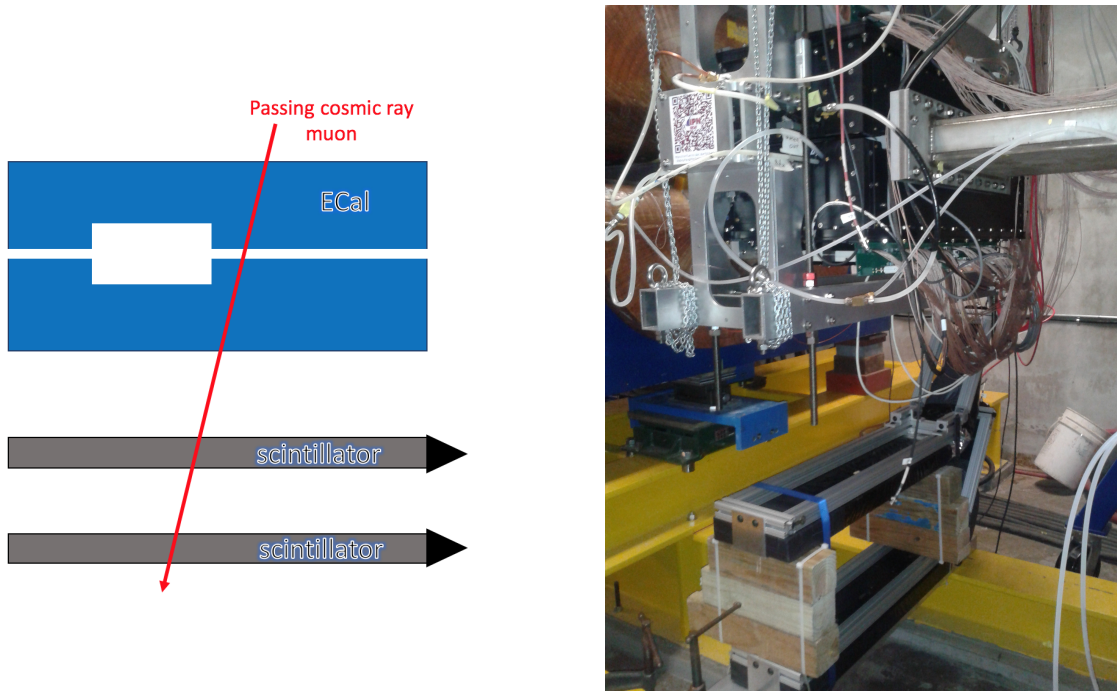 Passing cosmic ray
muon
ECal
scintillator
scintillator